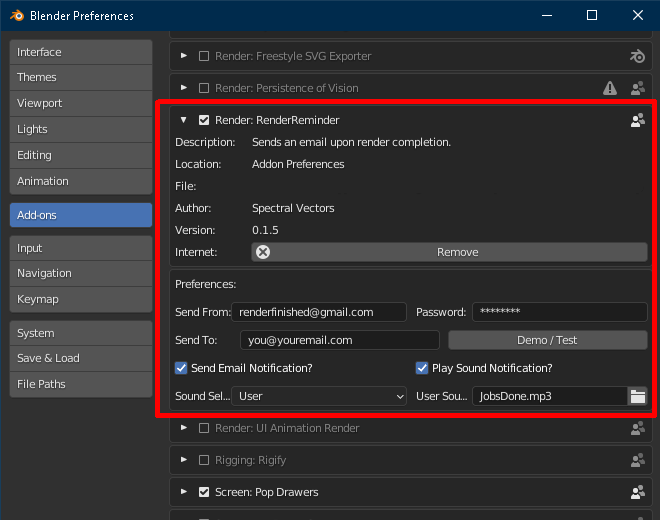 Blender Preferences
Interface
Themes
Viewport
Lights
Editing
Animation
Add-ons
Input
Navigation
Keymap
System
Save & Load
File Paths
Render: Freestyle SVG Exporter
Render: Persistence of Vision
Render: RenderReminder
Description: Sends an email upon render completion.
Location: Addon Preferences
File:
Author: Spectral Vectors
Version: 0.1.5
Internet: Remove
Preferences:
Send From: renderfinished@gmail.com Password: ********
Send To: you@youremail.com Demo / Test
Send Email Notification? Play Sound Notification?
Sound Sel... User User Sou... JobsDone.mp3
Render: UI Animation Render
Rigging: Rigify
Screen: Pop Drawers